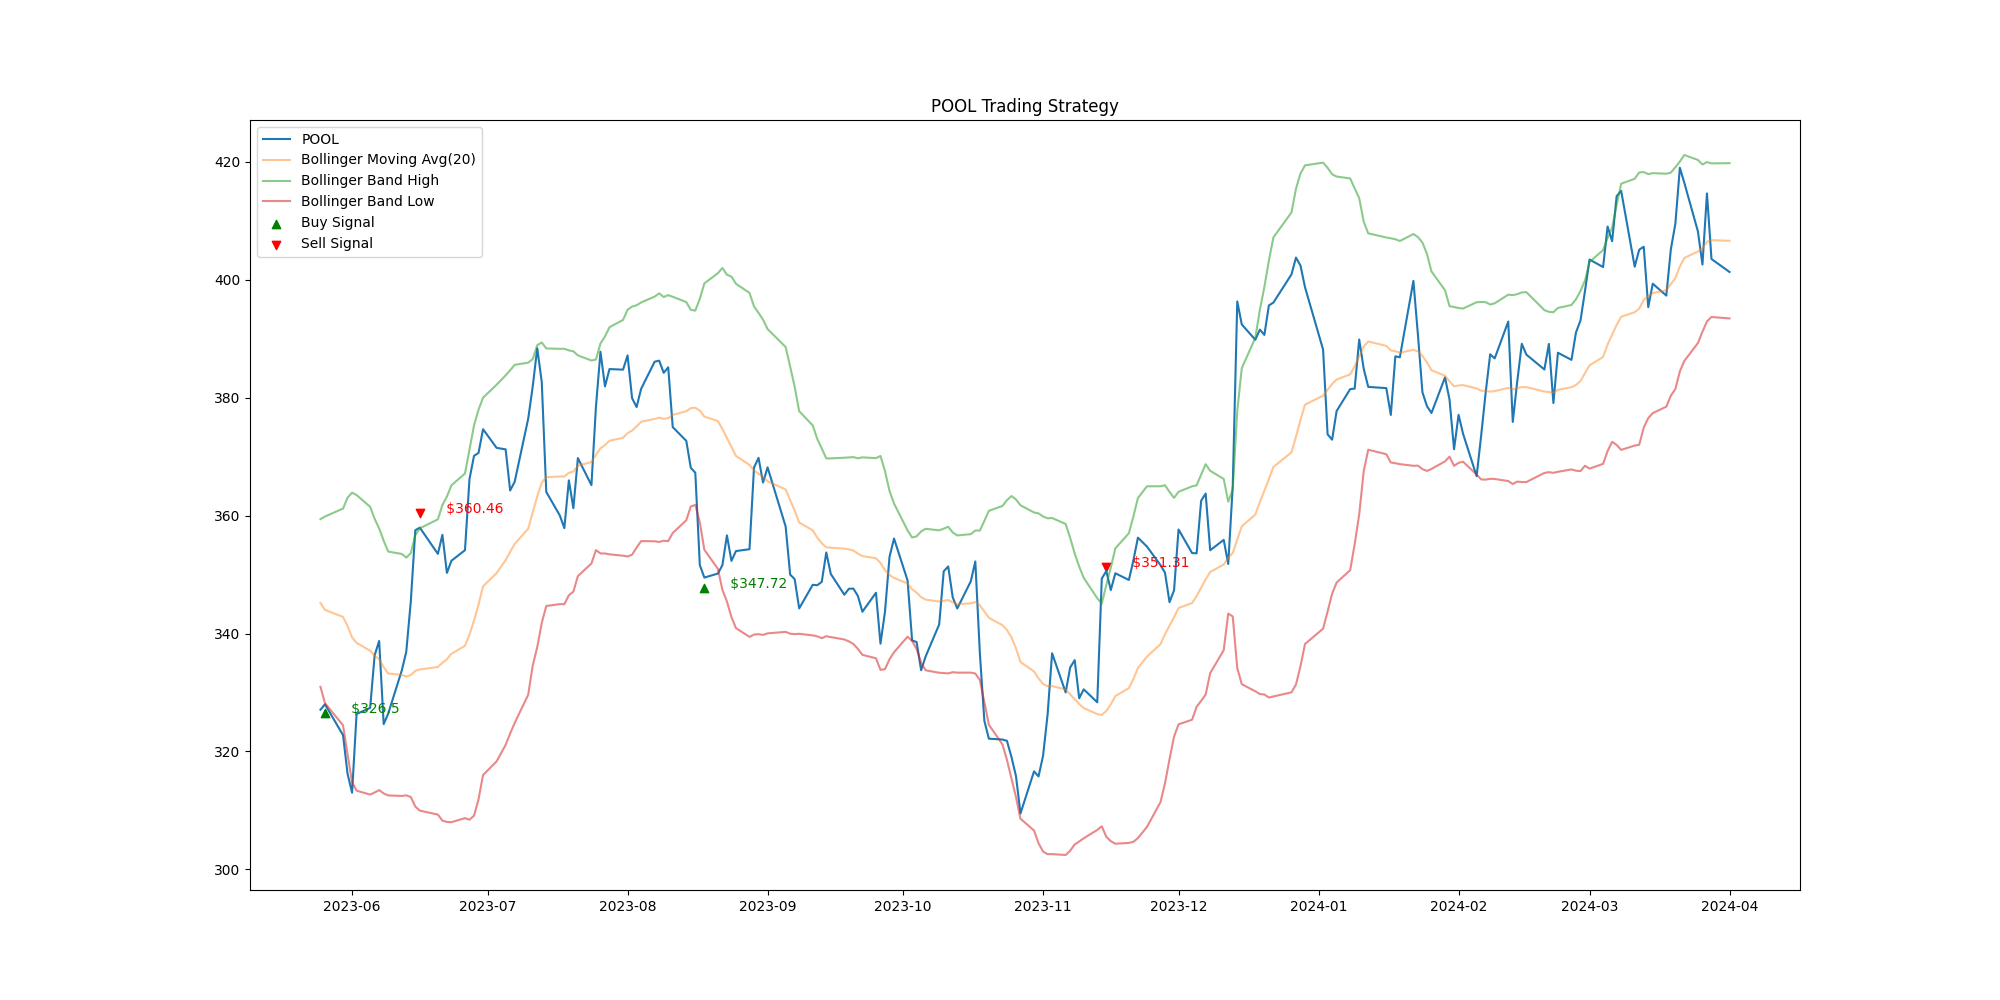 POOL Trading Strategy
POOL
Bollinger Moving Avg(20)
Bollinger Band High
Bollinger Band Low
Buy Signal
Sell Signal
420
400
380
360
340
320
300
$360.46
$351.31
$347.72
$326.5
2023-06 2023-07 2023-08 2023-09 2023-10 2023-11 2023-12 2024-01 2024-02 2024-03 2024-04